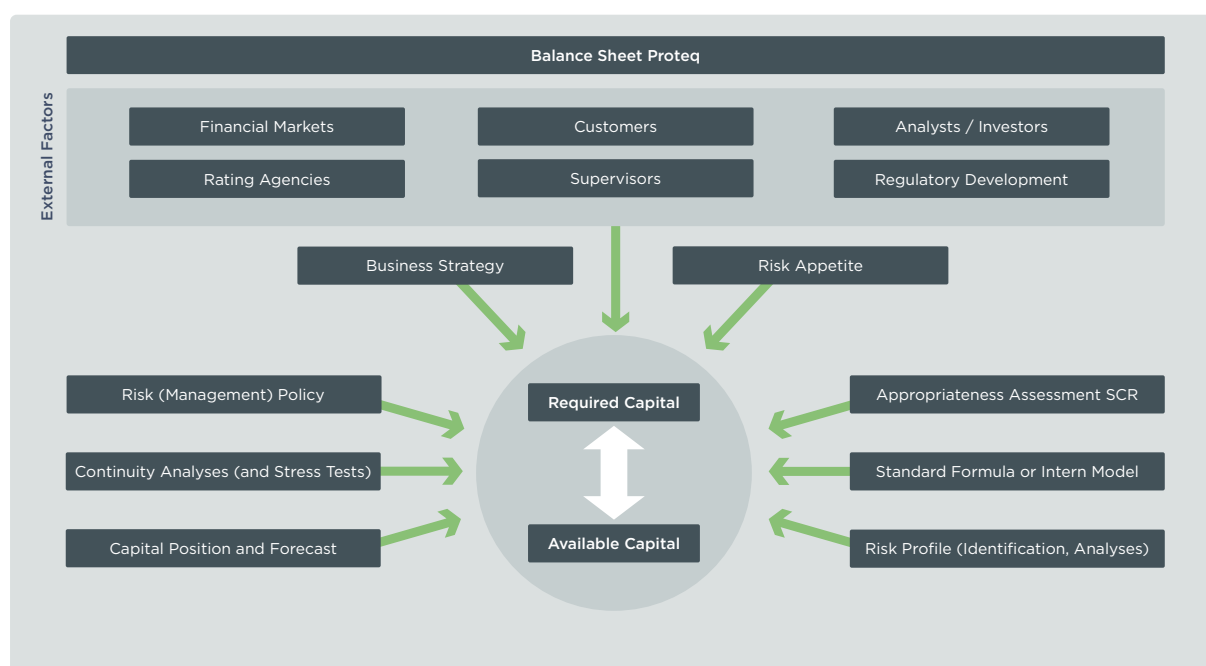 Balance Sheet Proteq
External Factors
Financial Markets
Customers
Analysts / Investors
Rating Agencies
Supervisors
Regulatory Development
Business Strategy
Risk Appetite
Risk (Management) Policy
Required Capital
Appropriateness Assessment SCR
Continuity Analyses (and Stress Tests)
Standard Formula or Intern Model
Capital Position and Forecast
Available Capital
Risk Profile (Identification, Analyses)